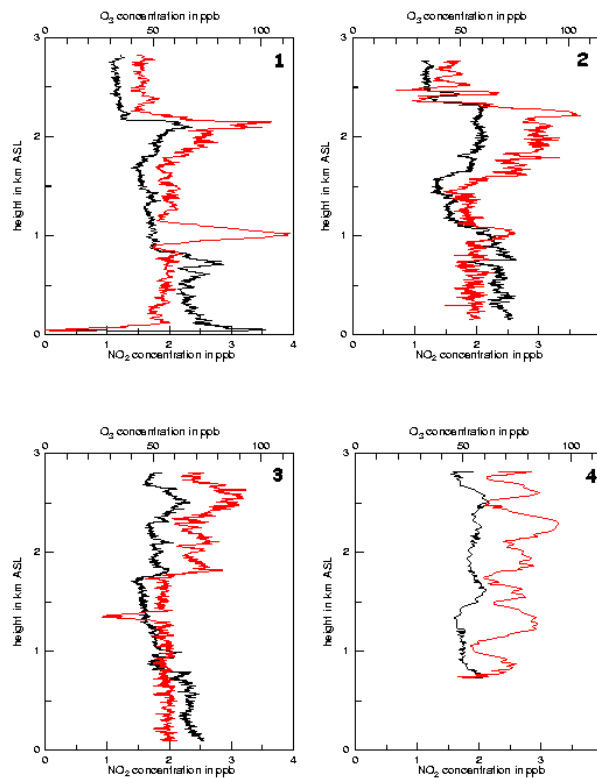 O₃ concentration in ppb
0 50 100
3
2
1
0
height in km ASL
1
0 1 2 3 4
NO₂ concentration in ppb
O₃ concentration in ppb
0 50 100
3
2
1
0
height in km ASL
2
0 1 2 3
NO₂ concentration in ppb
O₃ concentration in ppb
0 50 100
3
2
1
0
height in km ASL
3
0 1 2 3 4
NO₂ concentration in ppb
O₃ concentration in ppb
0 50 100
3
2
1
0
height in km ASL
4
0 1 2 3
NO₂ concentration in ppb